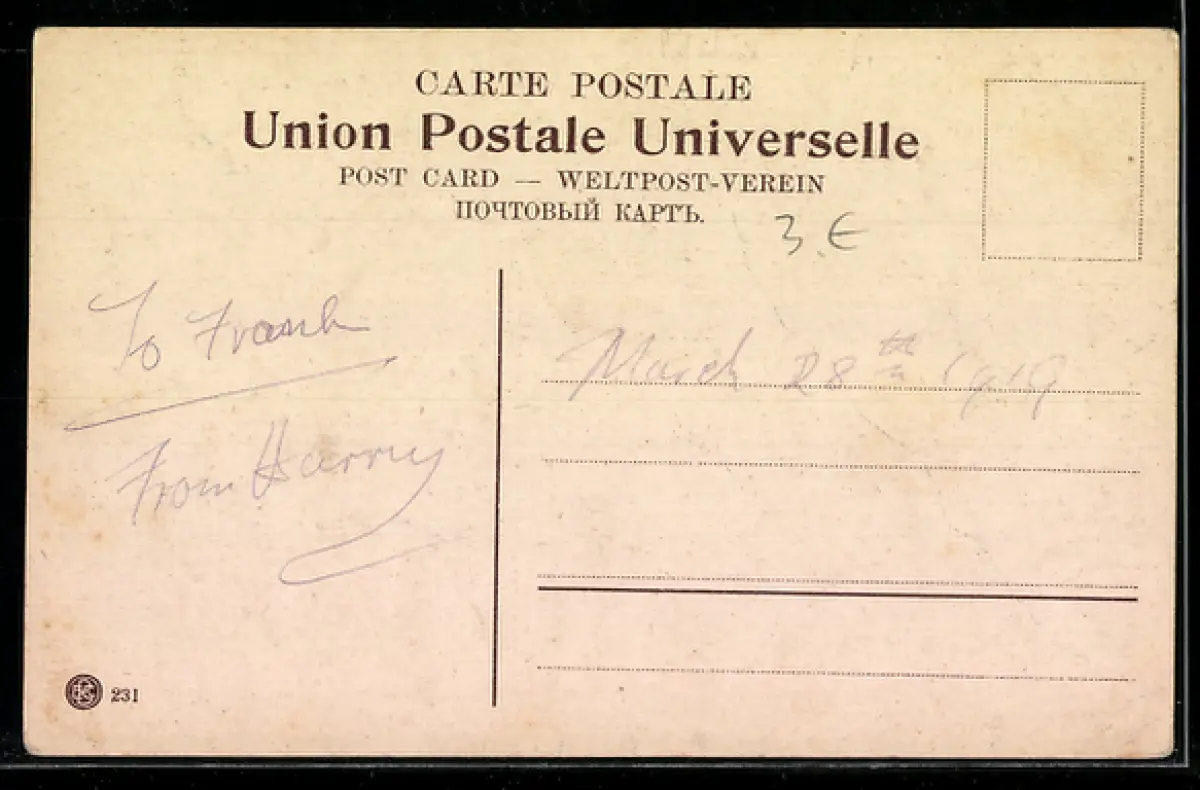 CARTE POSTALE
Union Postale Universelle
POST CARD — WELTPOST-VEREIN
ПОЧТОВЫЙ КАРТЪ.
3 €
To Frank
From Harry
March 28th 1919
231